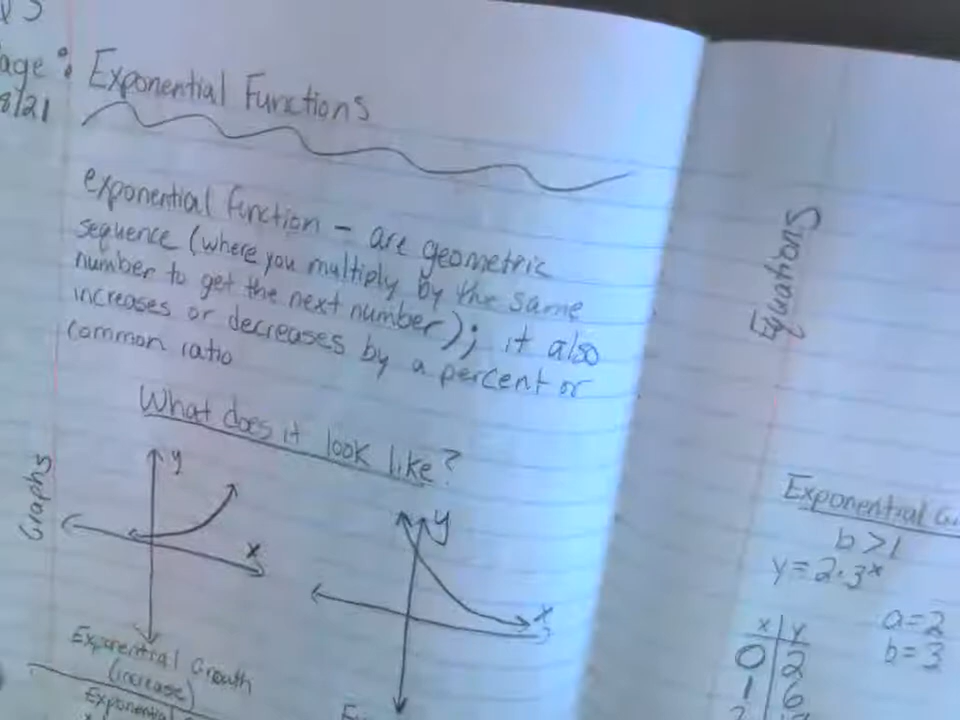 age:
8/21
Exponential Functions
exponential function - are geometric
sequence (where you multiply by the same
number to get the next number); it also
increases or decreases by a percent or
common ratio
What does it look like?
Graphs
y
x
Exponential Growth
(increase)
Exponential
y
x
Equations
Exponential G
b>1
y=2·3ˣ
a=2
b=3
x y
0 2
1 6